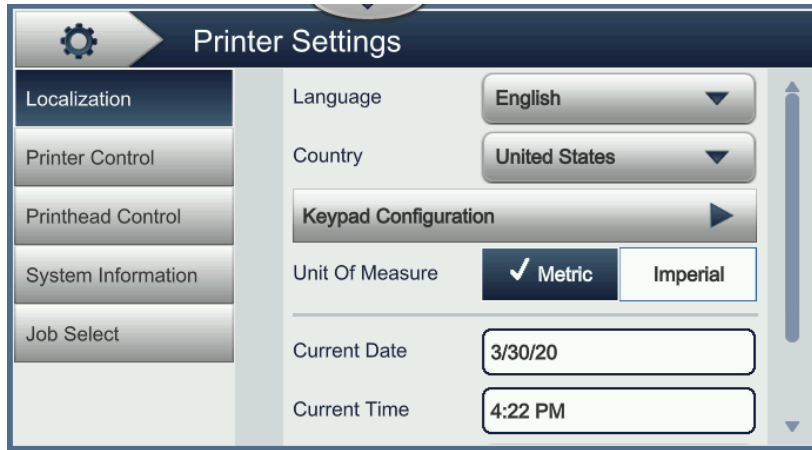 Printer Settings
Localization
Printer Control
Printhead Control
System Information
Job Select
Language
English
Country
United States
Keypad Configuration
Unit Of Measure
Metric
Imperial
Current Date
3/30/20
Current Time
4:22 PM